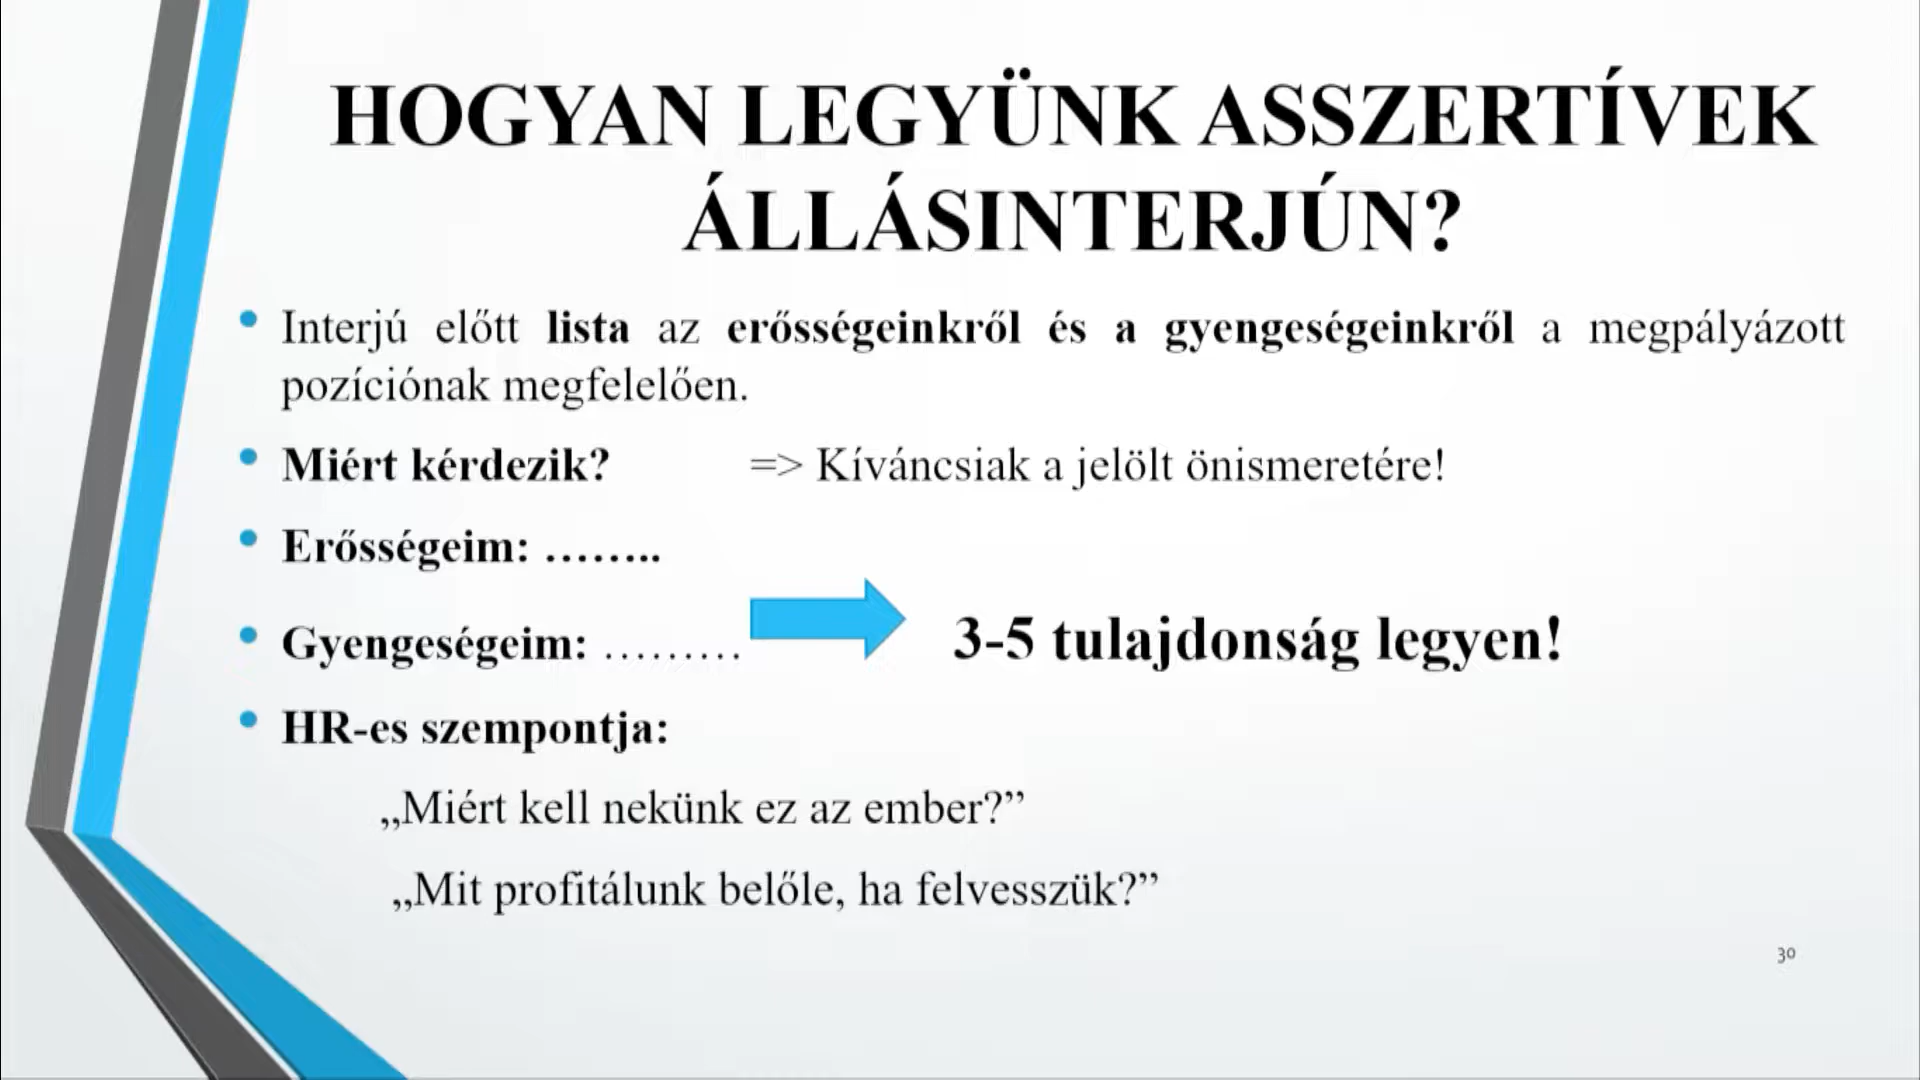 HOGYAN LEGYÜNK ASSZERTÍVEK
ÁLLÁSINTERJÚN?
• Interjú előtt lista az erősségeinkről és a gyengeségeinkről a megpályázott
pozíciónak megfelelően.
• Miért kérdezik? => Kíváncsiak a jelölt önismeretére!
• Erősségeim: ……..
• Gyengeségeim: ………
3-5 tulajdonság legyen!
• HR-es szempontja:
„Miért kell nekünk ez az ember?”
„Mit profitálunk belőle, ha felvesszük?”
30